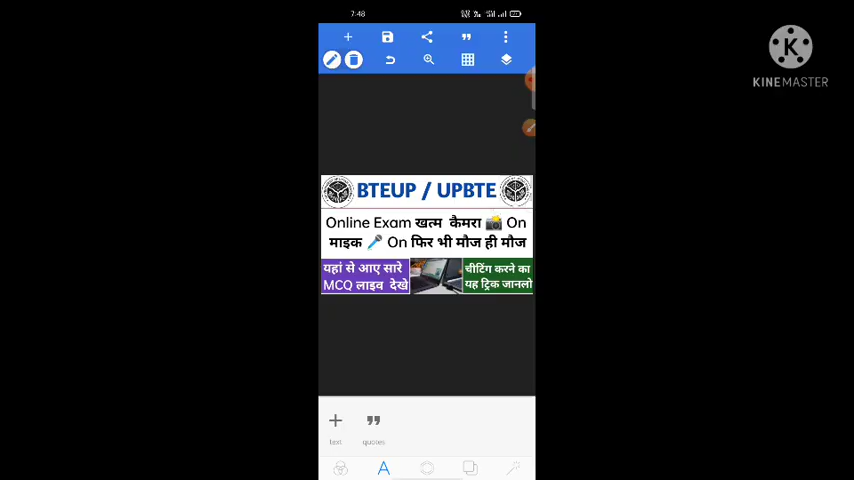 7:48
KINEMASTER
BTEUP / UPBTE
Online Exam खत्म कैमरा 📸 On
माइक 🎤 On फिर भी मौज ही मौज
यहां से आए सारे
MCQ लाइव देखे
चीटिंग करने का
यह ट्रिक जानलो
text
quotes